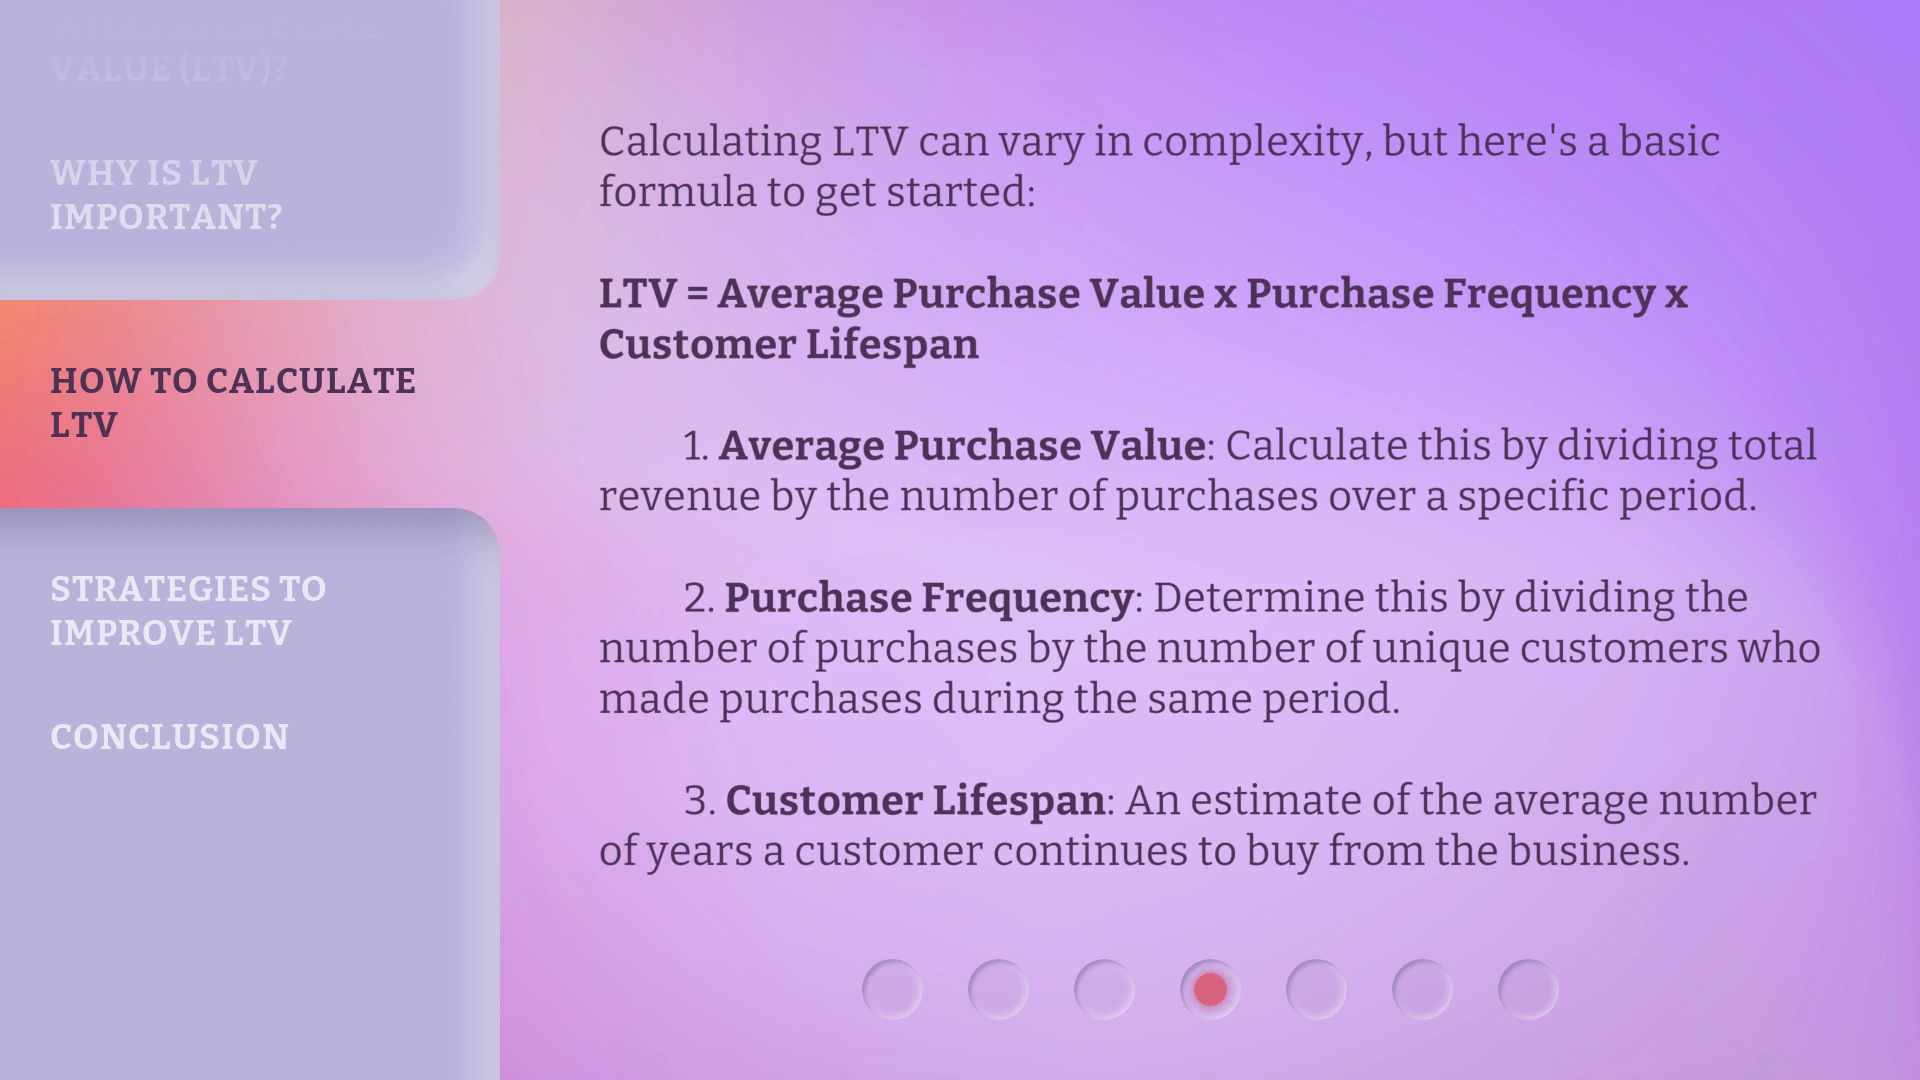 VALUE (LTV)?
WHY IS LTV
IMPORTANT?
HOW TO CALCULATE
LTV
STRATEGIES TO
IMPROVE LTV
CONCLUSION
Calculating LTV can vary in complexity, but here's a basic
formula to get started:
LTV = Average Purchase Value x Purchase Frequency x
Customer Lifespan
1. Average Purchase Value: Calculate this by dividing total
revenue by the number of purchases over a specific period.
2. Purchase Frequency: Determine this by dividing the
number of purchases by the number of unique customers who
made purchases during the same period.
3. Customer Lifespan: An estimate of the average number
of years a customer continues to buy from the business.